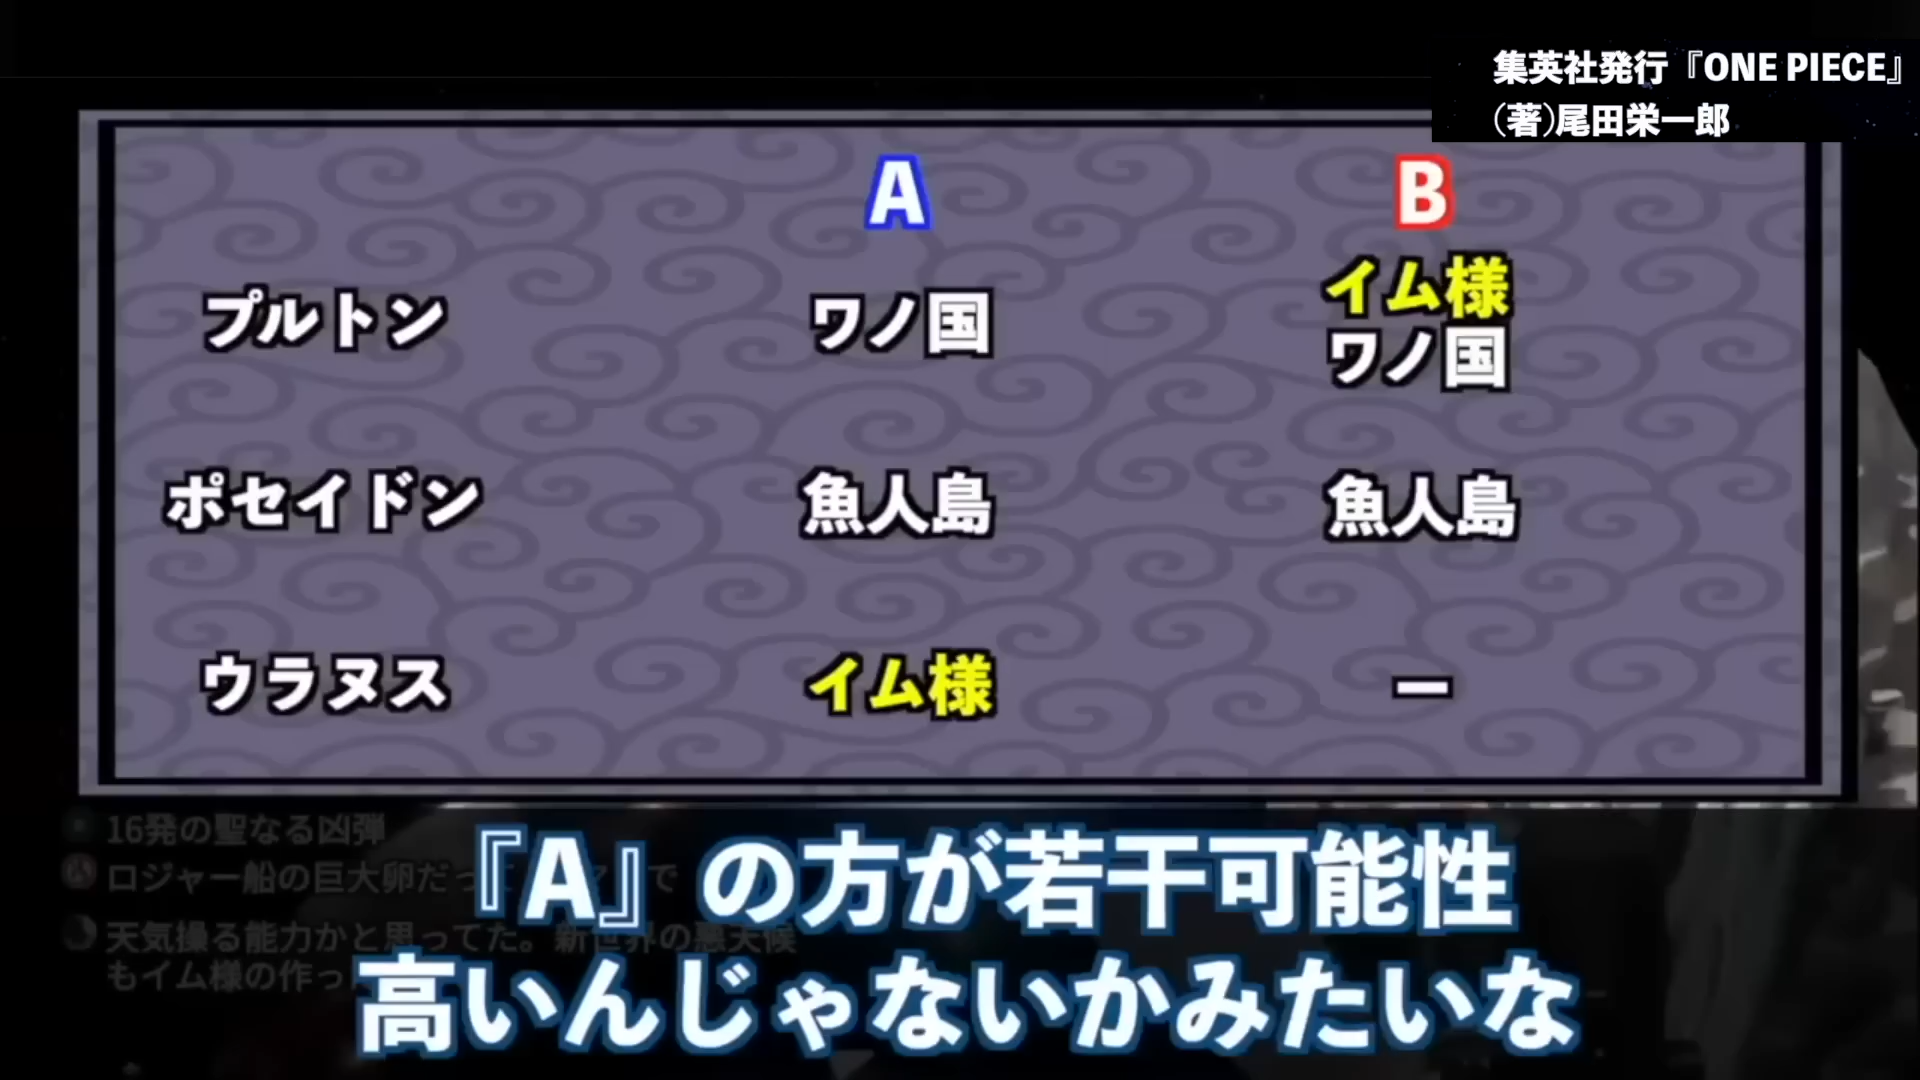 集英社発行『ONE PIECE』
(著)尾田栄一郎
A B
プルトン ワノ国 イム様
ワノ国
ポセイドン 魚人島 魚人島
ウラヌス イム様 ー
16発の聖なる凶弾
ロジャー船の巨大卵だっ
天気操る能力かと思ってた。新世界の悪天候
もイム様の作っ
『A』の方が若干可能性
高いんじゃないかみたいな